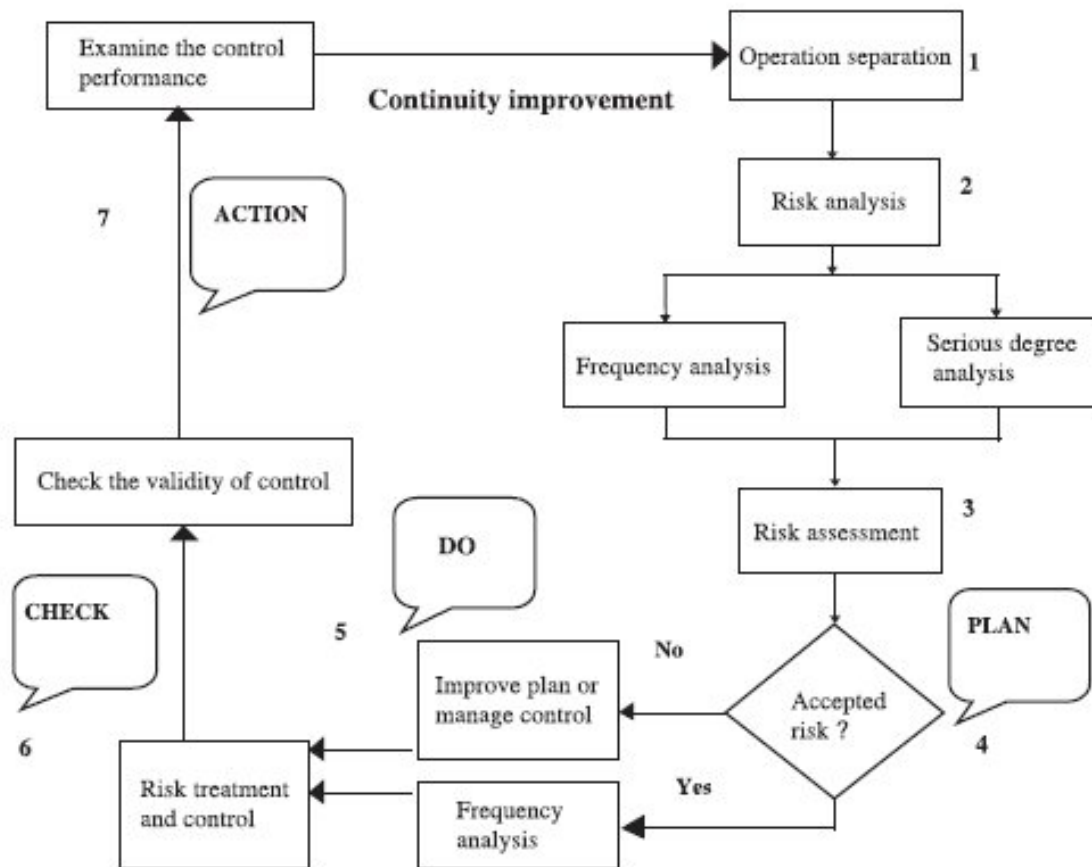 Examine the control
performance
Operation separation
1
Continuity improvement
Risk analysis
2
7
ACTION
Frequency analysis
Serious degree
analysis
Check the validity of control
Risk assessment
3
DO
CHECK
5
No
PLAN
Improve plan or
manage control
Accepted
risk ?
4
6
Risk treatment
and control
Yes
Frequency
analysis